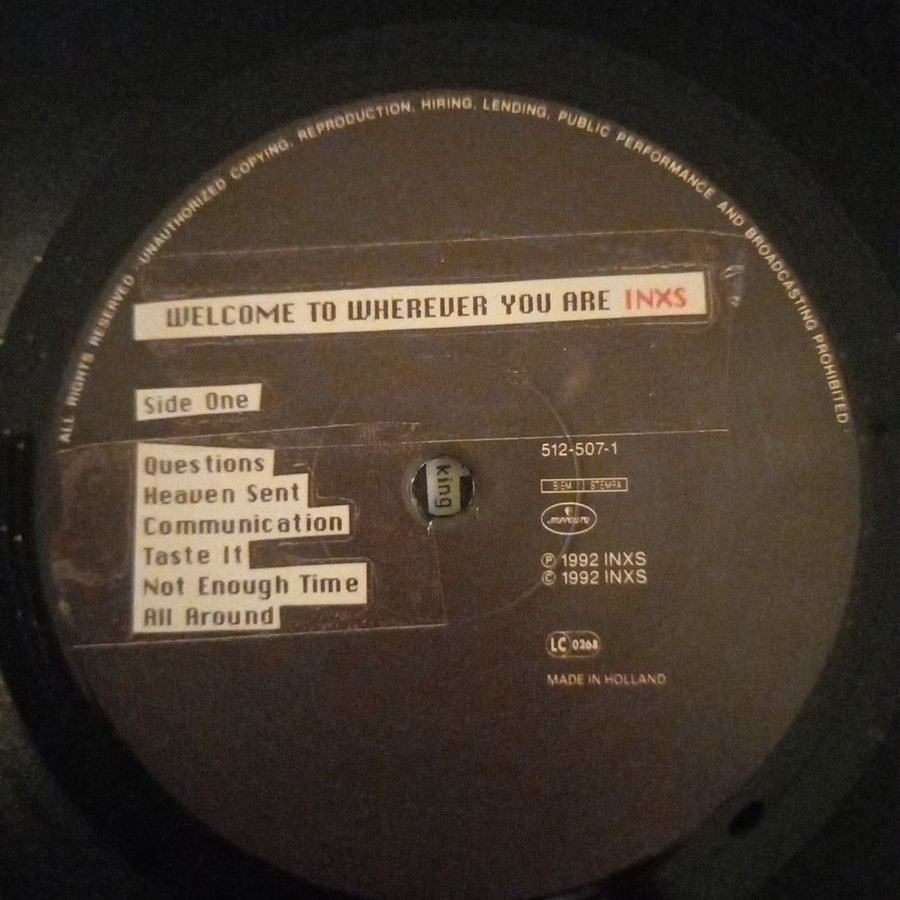 ALL RIGHTS RESERVED · UNAUTHORIZED COPYING, REPRODUCTION, HIRING, LENDING, PUBLIC PERFORMANCE AND BROADCASTING PROHIBITED·
WELCOME TO WHEREVER YOU ARE INXS
Side One
Questions
Heaven Sent
Communication
Taste It
Not Enough Time
All Around
king
512-507-1
BIEM STEMRA
mercury
℗ 1992 INXS
© 1992 INXS
LC 0268
MADE IN HOLLAND